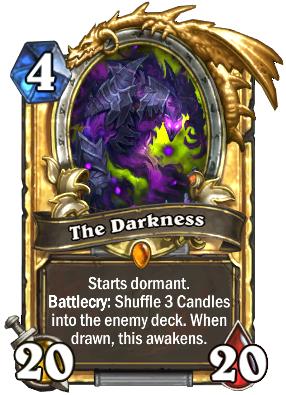 4
The Darkness
Starts dormant.
Battlecry: Shuffle 3 Candles
into the enemy deck. When
drawn, this awakens.
20 20